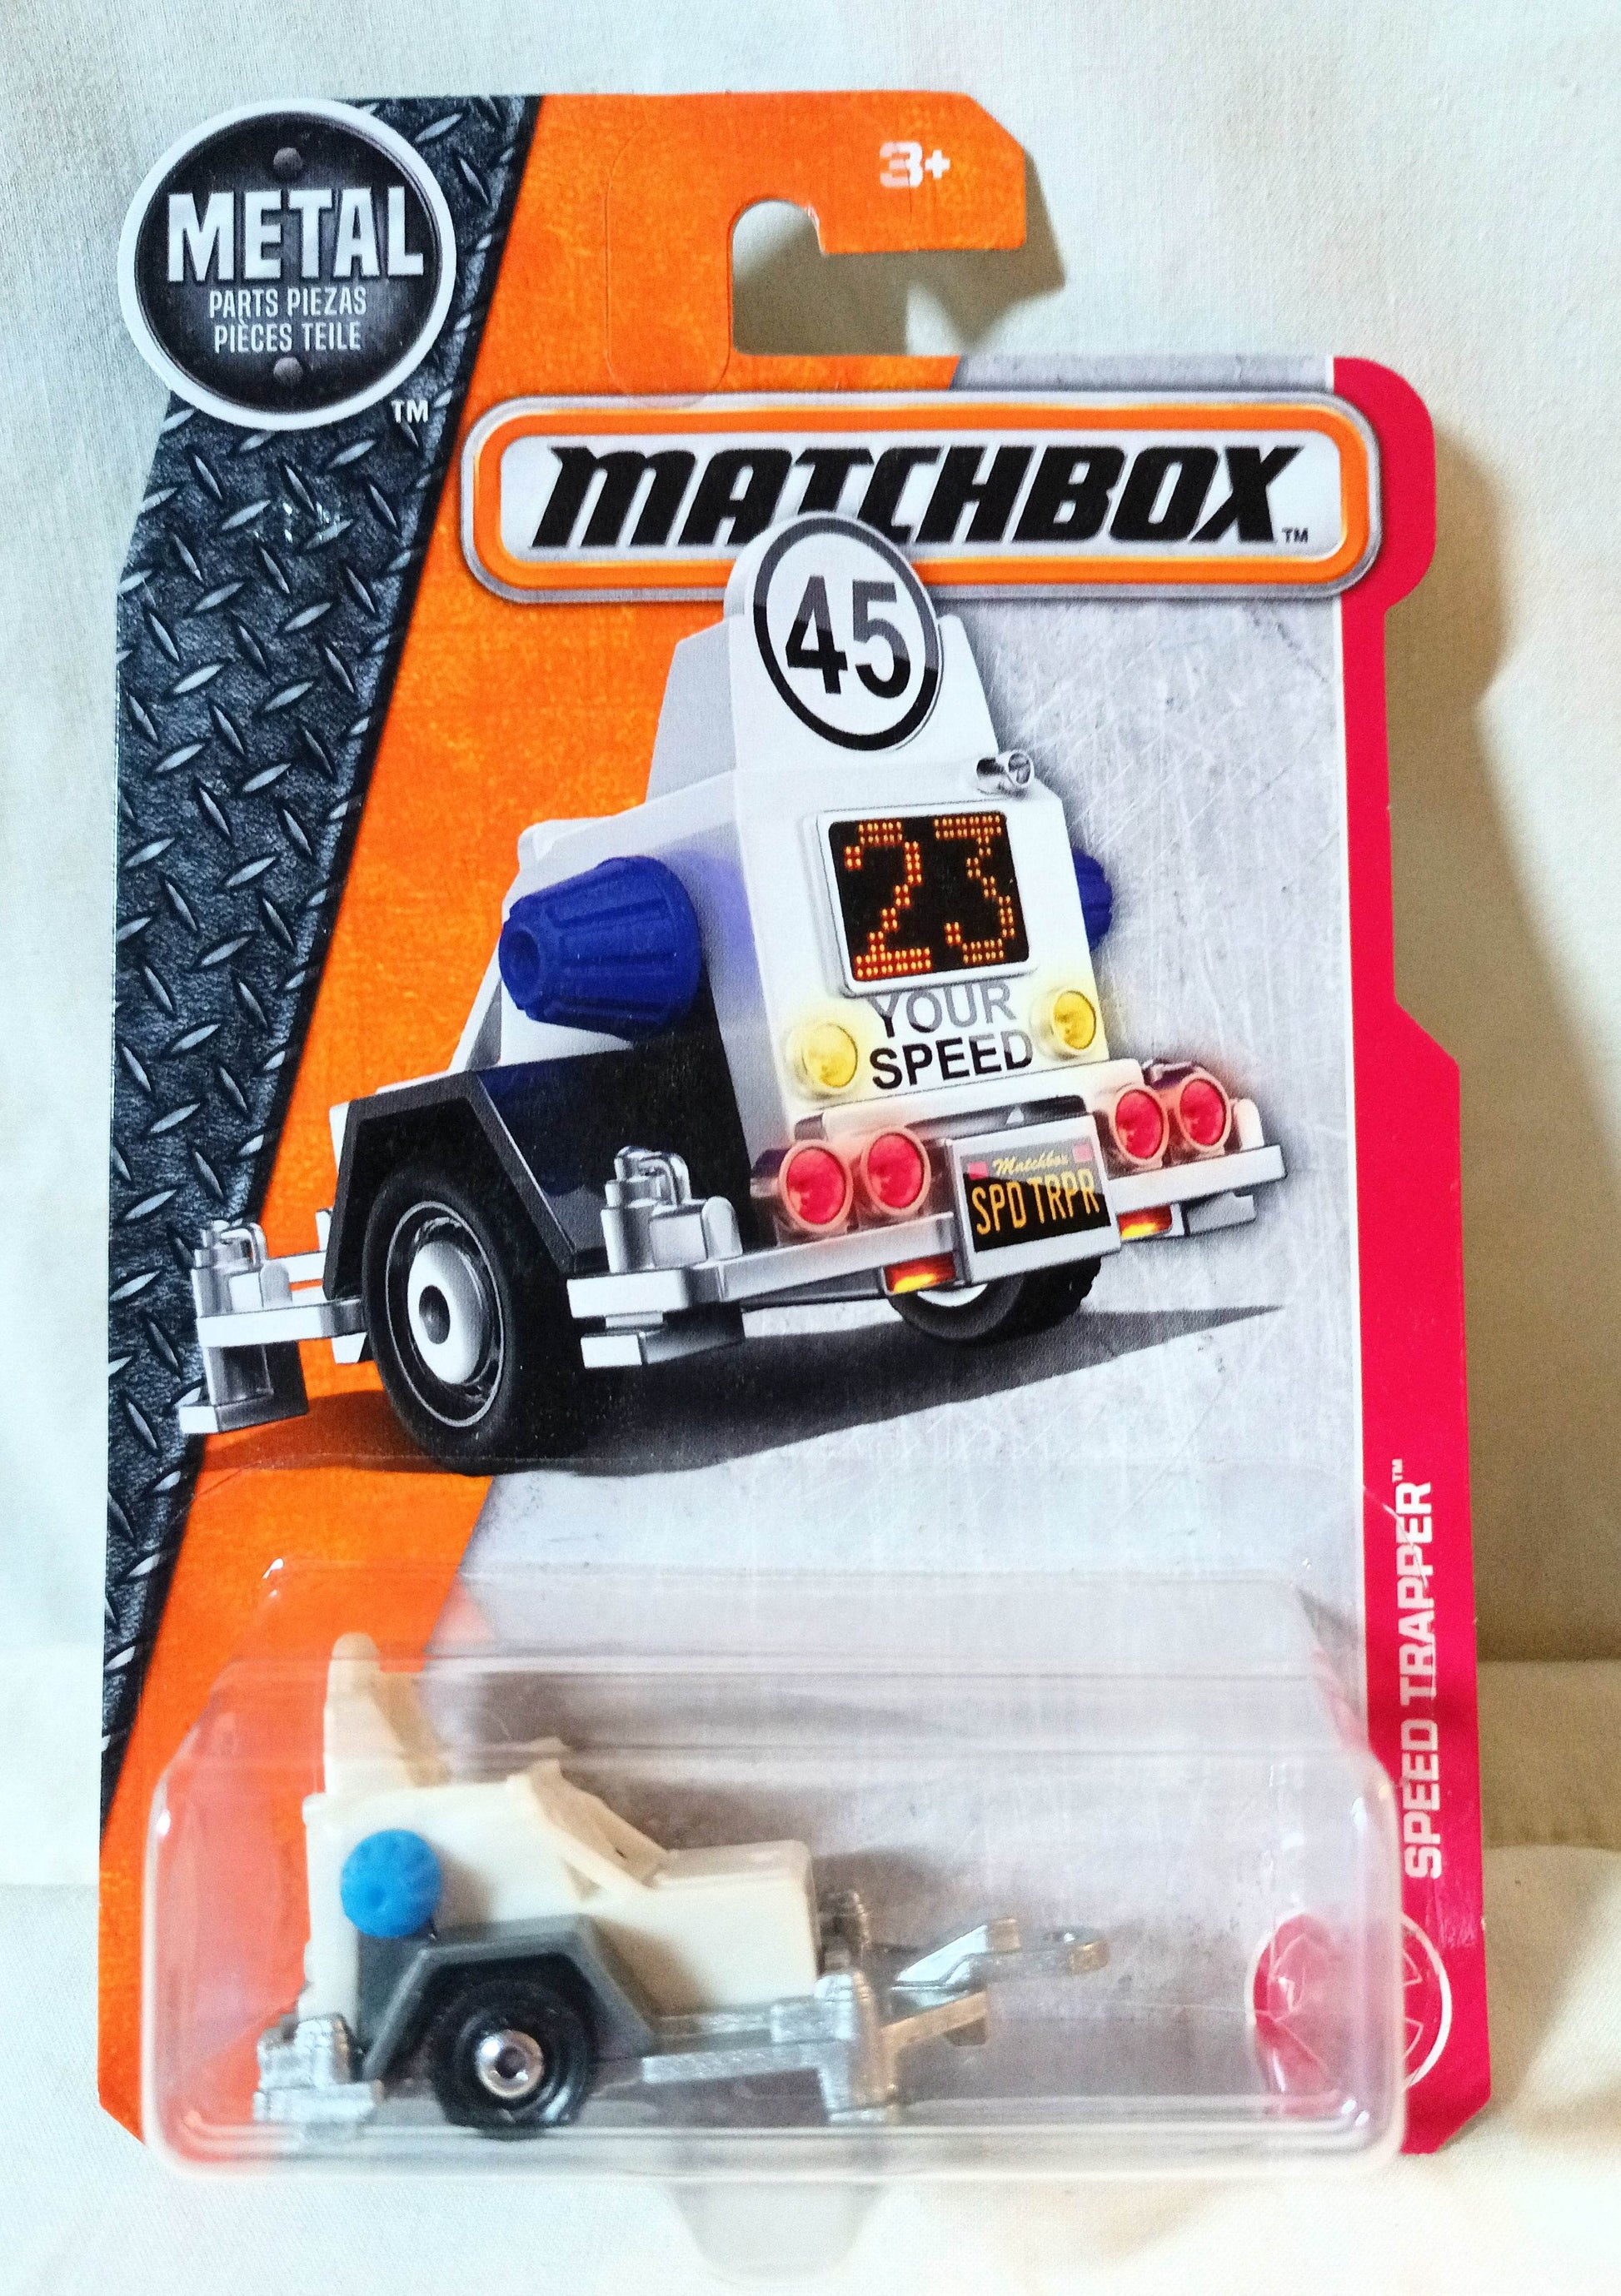 3+
METAL
PARTS PIEZAS
PIÈCES TEILE
TM
MATCHBOX TM
45
23
YOUR
SPEED
Matchbox
SPD TRPR
SPEED TRAPPER™